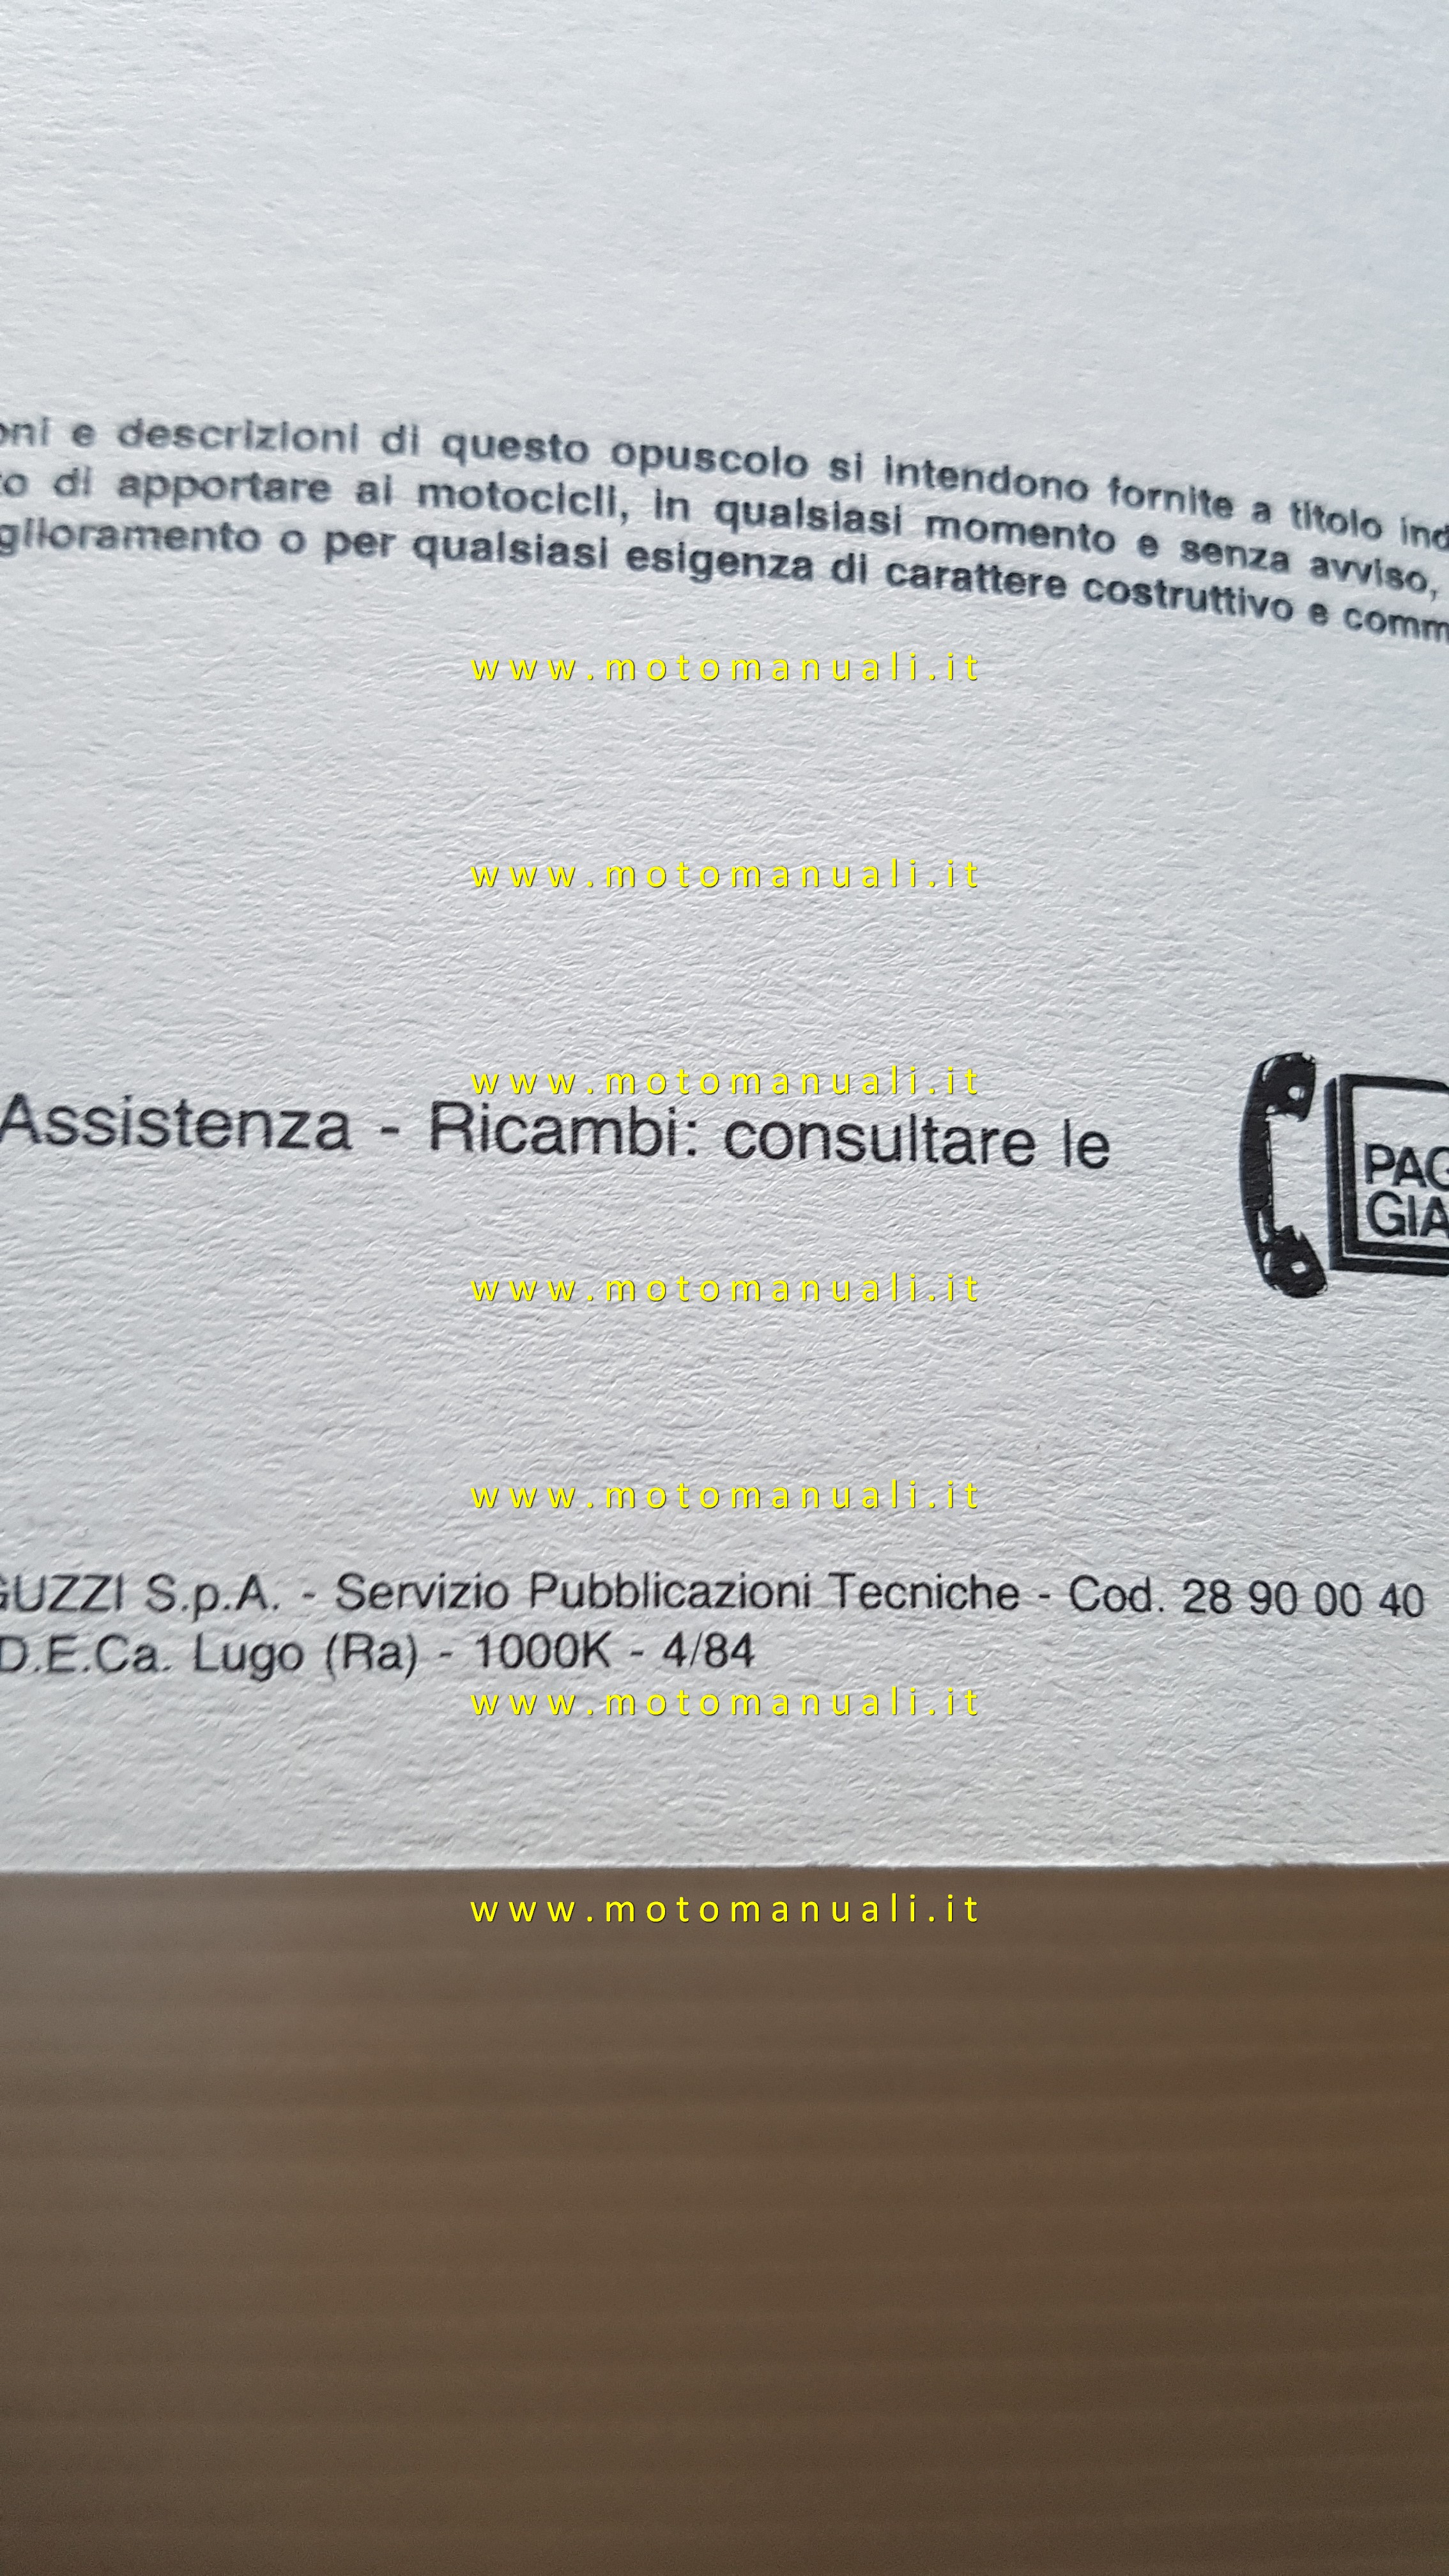 oni e descrizioni di questo opuscolo si intendono fornite a titolo ind
to di apportare ai motocicli, in qualsiasi momento e senza avviso,
glioramento o per qualsiasi esigenza di carattere costruttivo e comm
www.motomanuali.it
www.motomanuali.it
www.motomanuali.it
Assistenza - Ricambi: consultare le
PAG
GIA
www.motomanuali.it
www.motomanuali.it
GUZZI S.p.A. - Servizio Pubblicazioni Tecniche - Cod. 28 90 00 40
D.E.Ca. Lugo (Ra) - 1000K - 4/84
www.motomanuali.it
www.motomanuali.it